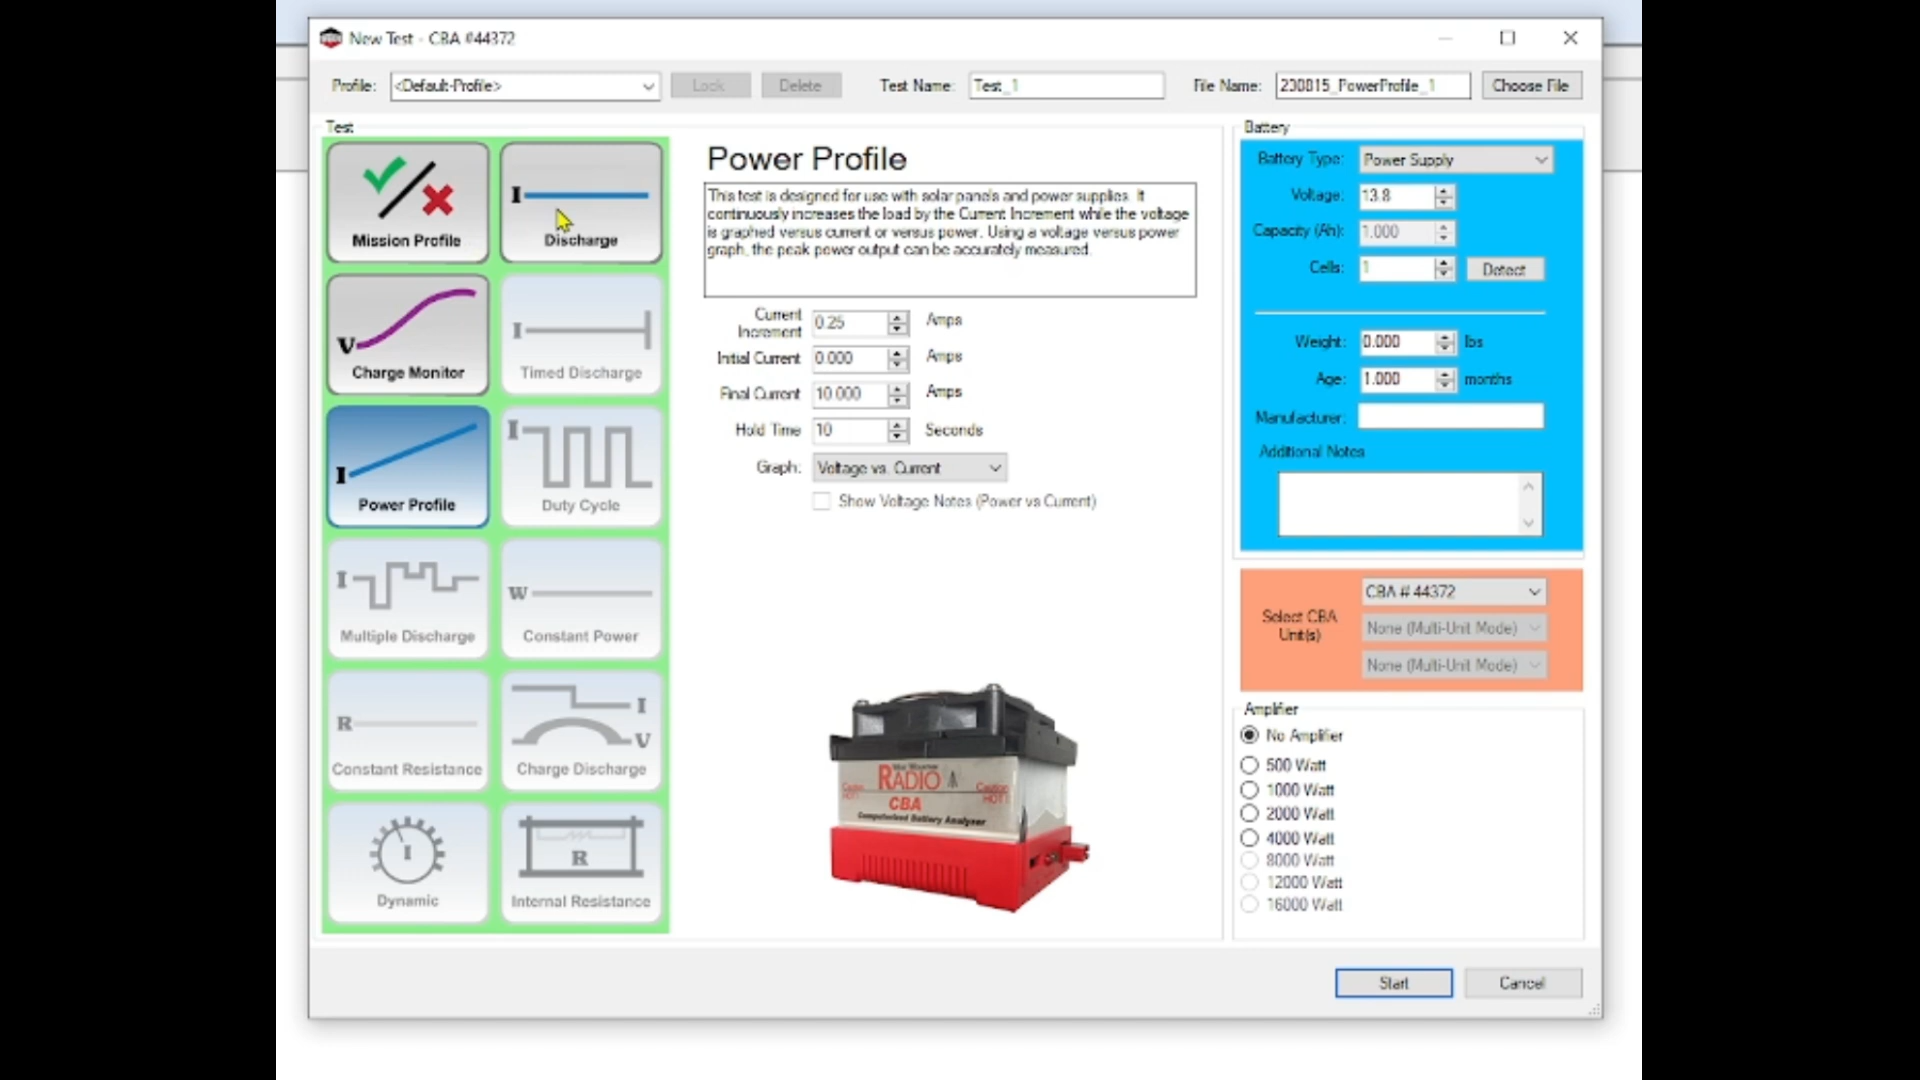 New Test - CBA #44372
Profile: <Default-Profile> Lock Delete Test Name: Test_1 File Name: 230815_PowerProfile_1 Choose File
Test
Mission Profile
I
Discharge
V
Charge Monitor
I
Timed Discharge
I
Power Profile
I
Duty Cycle
I
Multiple Discharge
W
Constant Power
R
Constant Resistance
I
V
Charge Discharge
I
Dynamic
R
Internal Resistance
Power Profile
This test is designed for use with solar panels and power supplies. It
continuously increases the load by the Current Increment while the voltage
is graphed versus current or versus power. Using a voltage versus power
graph, the peak power output can be accurately measured.
Current
Increment 0.25 Amps
Initial Current 0.000 Amps
Final Current 10.000 Amps
Hold Time 10 Seconds
Graph: Voltage vs. Current
Show Voltage Notes (Power vs Current)
RADIO
Caution
HOT!
CBA
Computerized Battery Analyzer
Battery
Battery Type: Power Supply
Voltage: 13.8
Capacity (Ah): 1.000
Cells: 1 Detect
Weight: 0.000 lbs
Age: 1.000 months
Manufacturer:
Additional Notes
Select CBA
Unit(s)
CBA # 44372
None (Multi-Unit Mode)
None (Multi-Unit Mode)
Amplifier
No Amplifier
500 Watt
1000 Watt
2000 Watt
4000 Watt
8000 Watt
12000 Watt
16000 Watt
Start Cancel